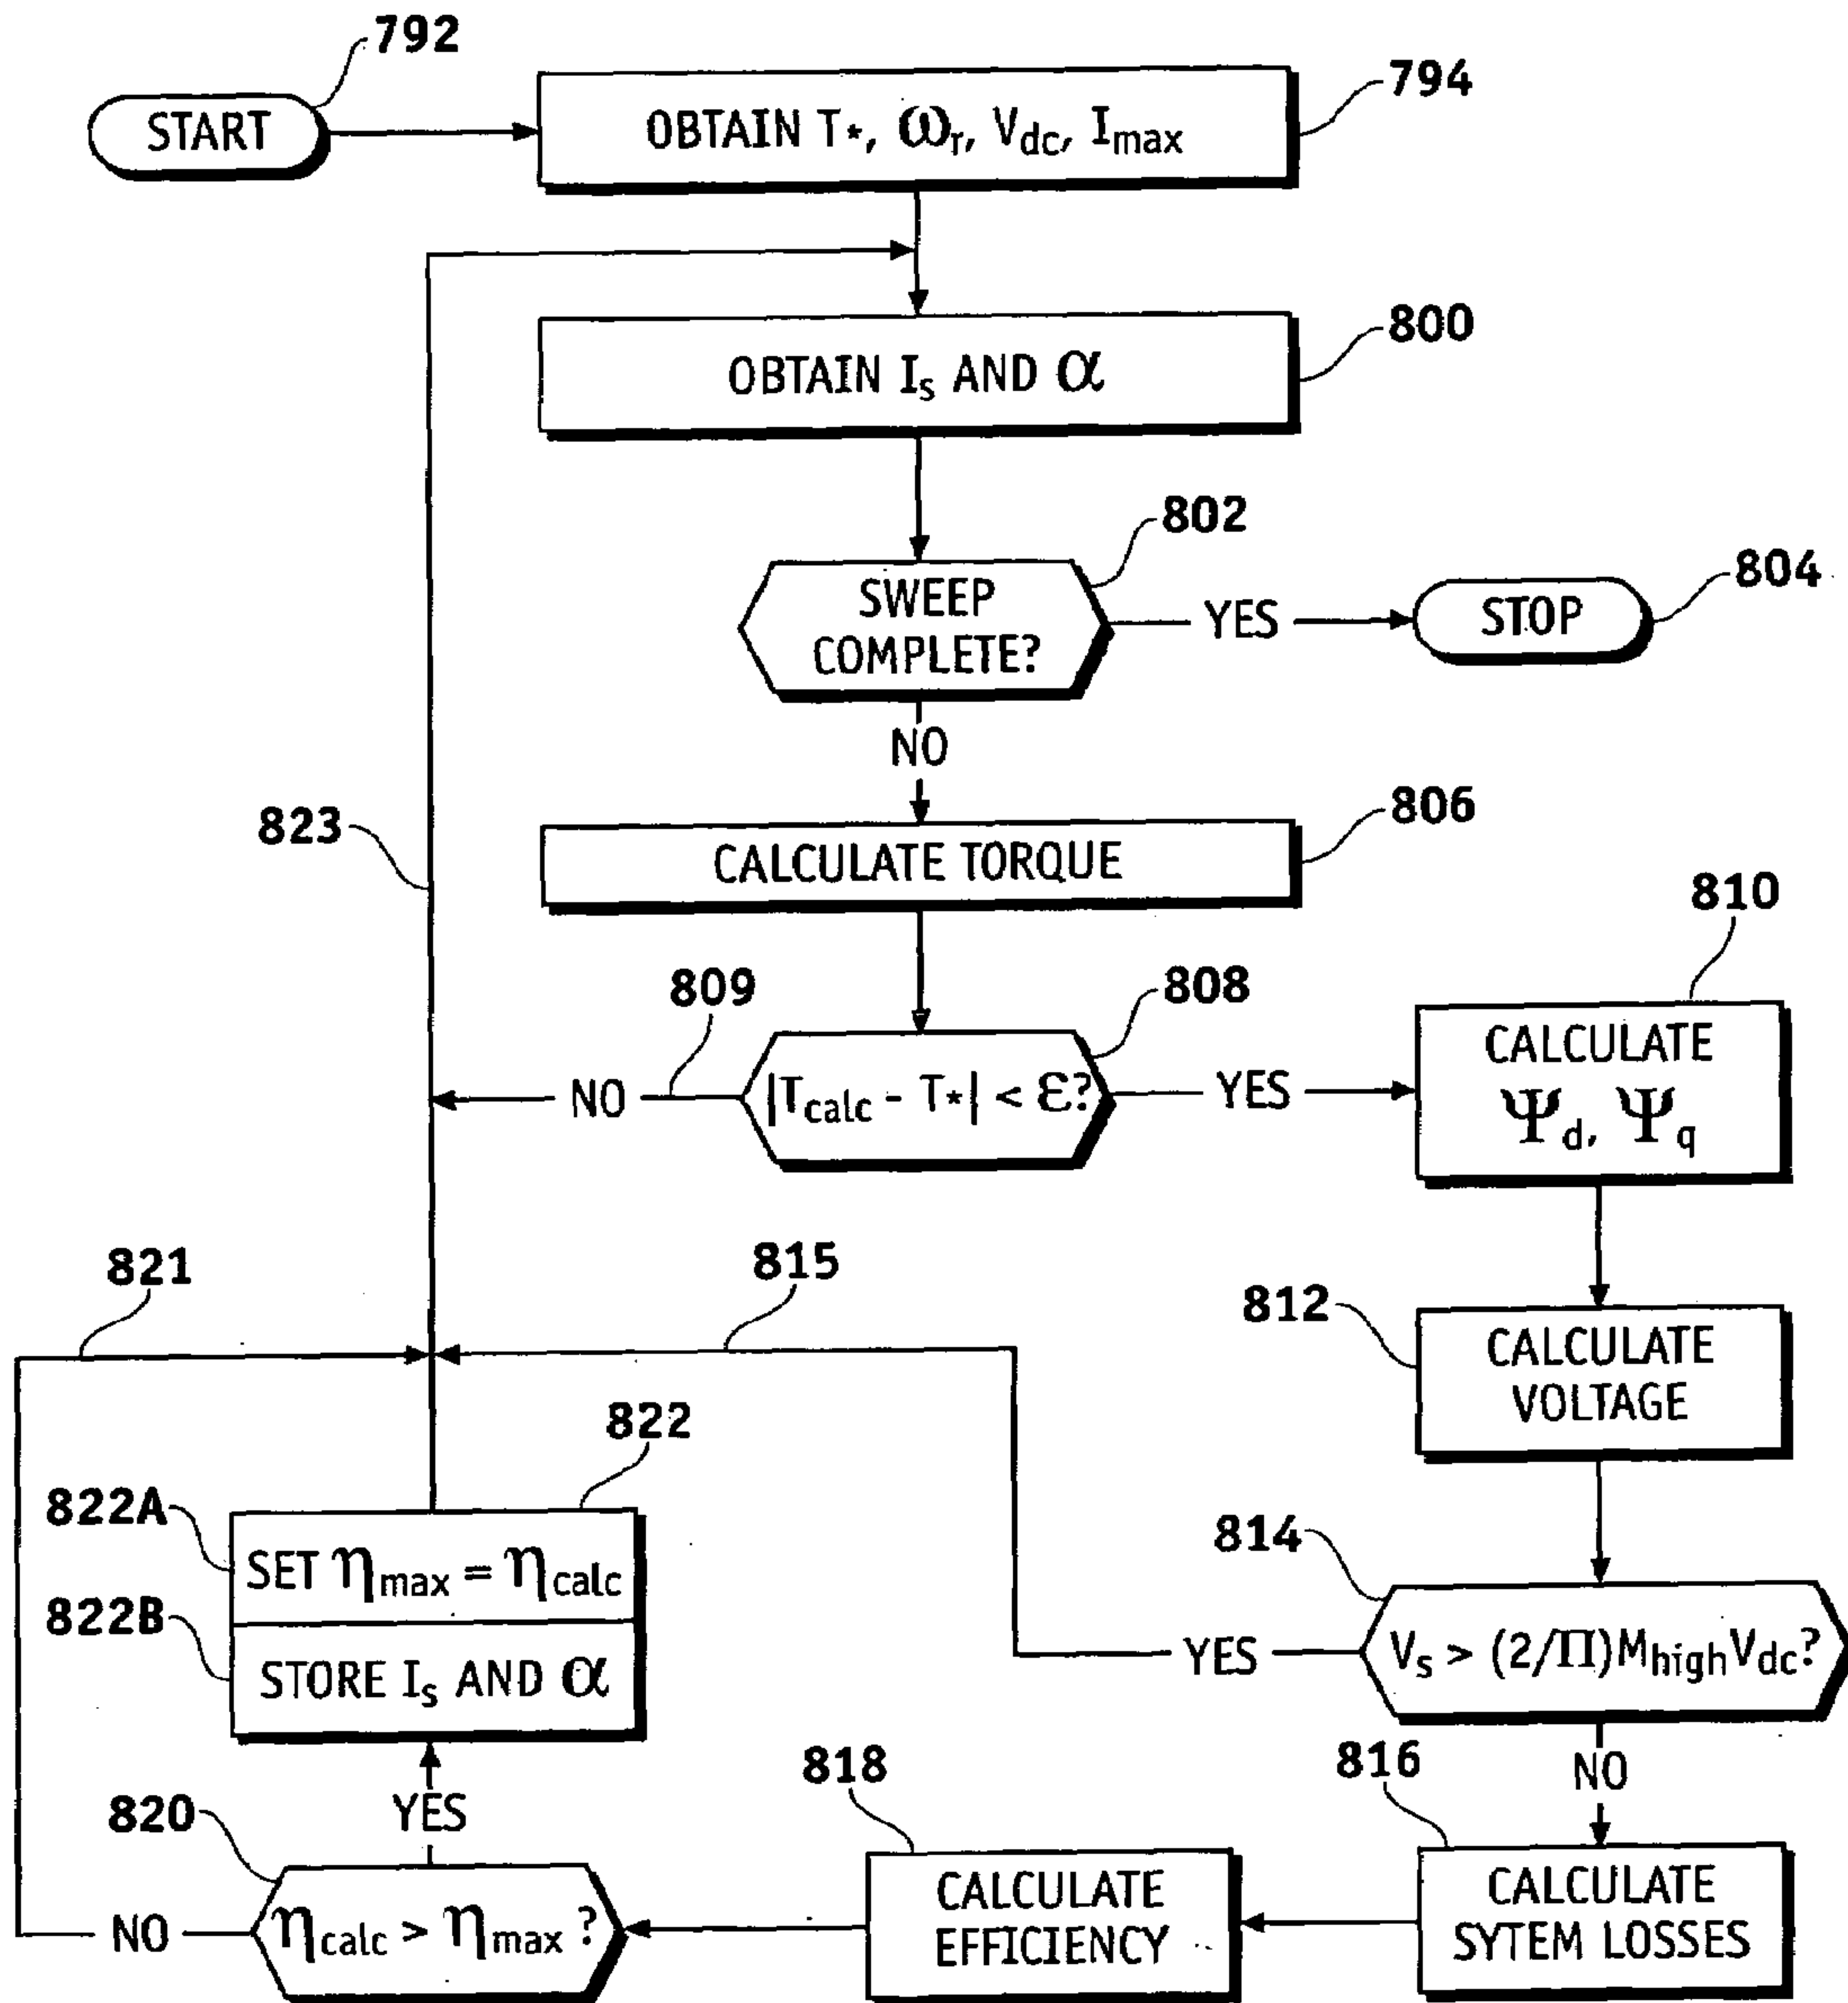 792
START
794
OBTAIN T*, ωr, Vdc, Imax
800
OBTAIN Is AND α
802
SWEEP
COMPLETE?
YES
804
STOP
NO
806
CALCULATE TORQUE
823
809
808
|Tcalc - T*| < ε?
NO
YES
810
CALCULATE
Ψd, Ψq
821
815
812
CALCULATE
VOLTAGE
822
822A
SET ηmax = ηcalc
822B
STORE Is AND α
814
Vs > (2/Π)MhighVdc?
YES
NO
816
CALCULATE
SYTEM LOSSES
818
CALCULATE
EFFICIENCY
820
ηcalc > ηmax ?
YES
NO